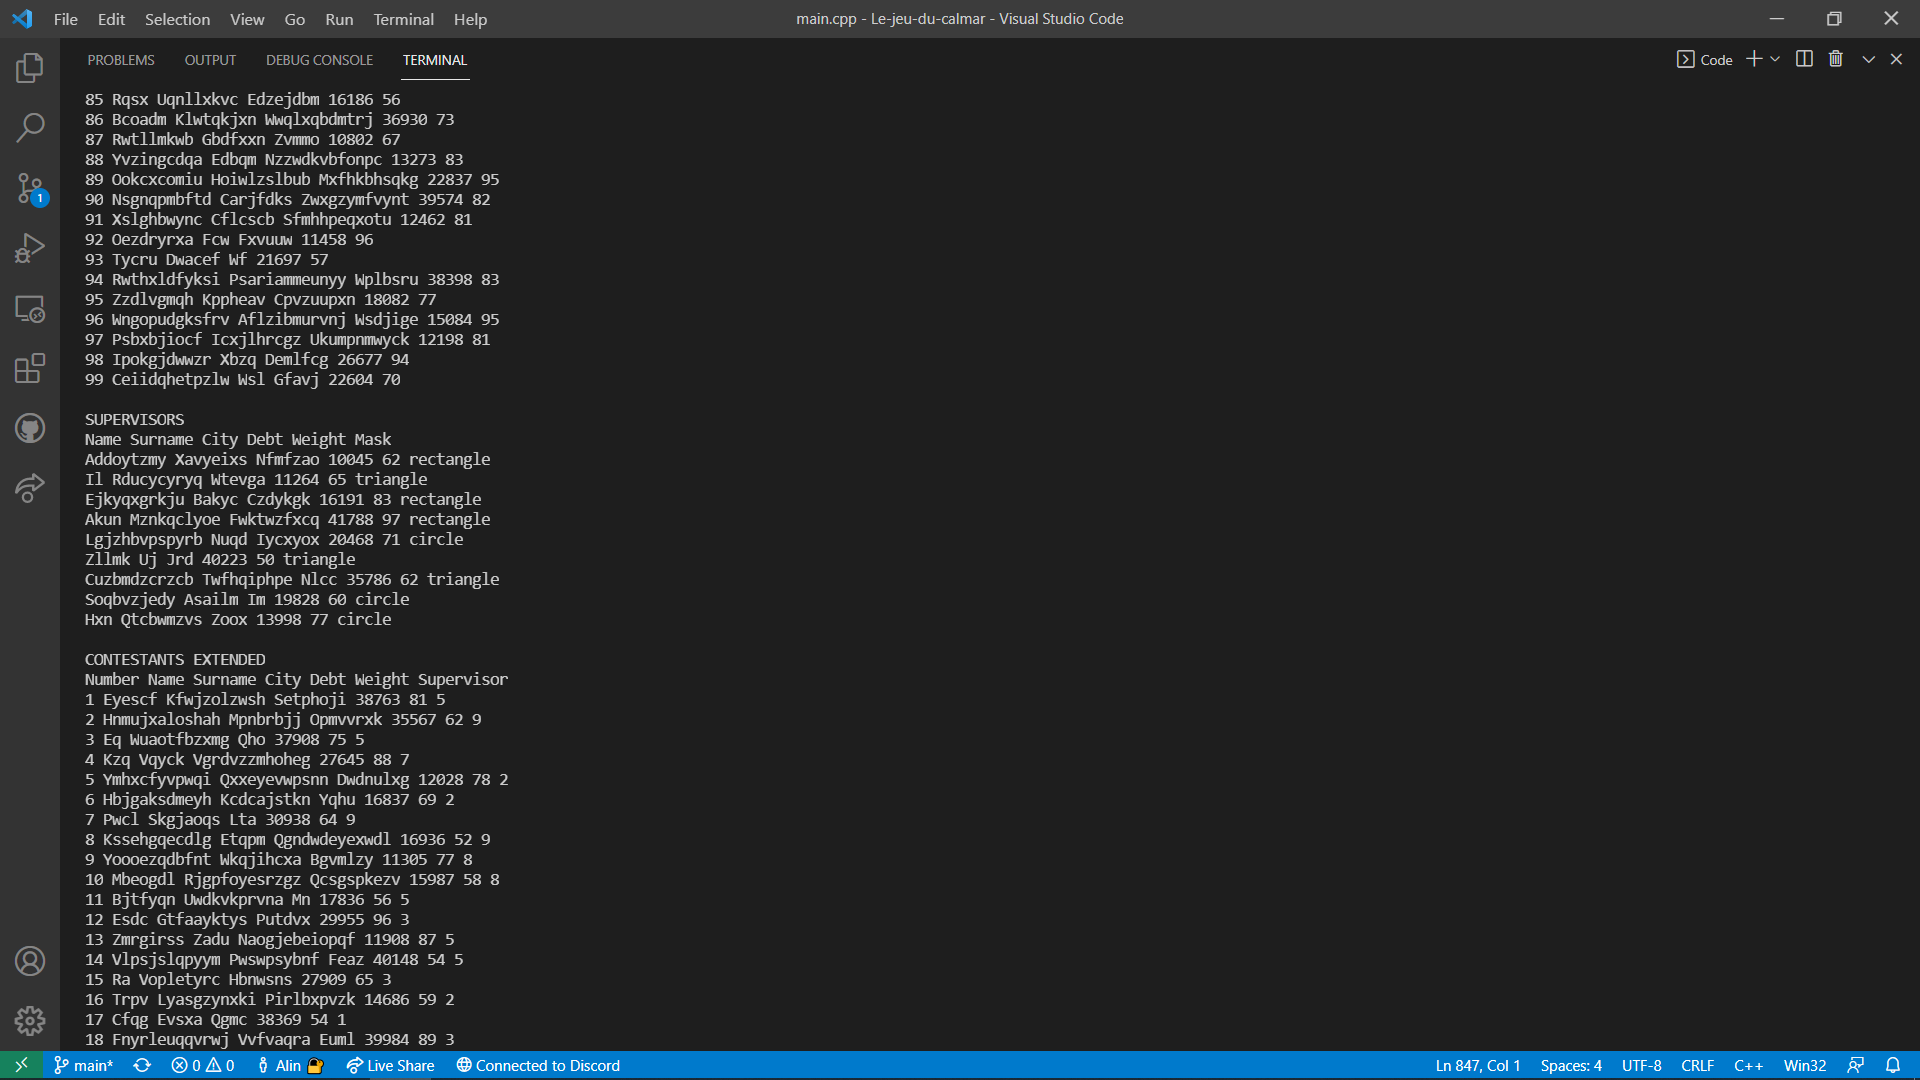 File Edit Selection View Go Run Terminal Help
main.cpp - Le-jeu-du-calmar - Visual Studio Code
PROBLEMS OUTPUT DEBUG CONSOLE TERMINAL
Code
85 Rqsx Uqnllxkvc Edzejdbm 16186 56
86 Bcoadm Klwtqkjxn Wwqlxqbdmtrj 36930 73
87 Rwtllmkwb Gbdfxxn Zvmmo 10802 67
88 Yvzingcdqa Edbqm Nzzwdkvbfonpc 13273 83
89 Ookcxcomiu Hoiwlzslbub Mxfhkbhsqkg 22837 95
90 Nsgnqpmbftd Carjfdks Zwxgzymfvynt 39574 82
91 Xslghbwync Cflcscb Sfmhhpeqxotu 12462 81
92 Oezdryrxa Fcw Fxvuuw 11458 96
93 Tycru Dwacef Wf 21697 57
94 Rwthxldfyksi Psariammeunyy Wplbsru 38398 83
95 Zzdlvgmqh Kppheav Cpvzuupxn 18082 77
96 Wngopudgksfrv Aflzibmurvnj Wsdjige 15084 95
97 Psbxbjiocf Icxjlhrcgz Ukumpnmwyck 12198 81
98 Ipokgjdwwzr Xbzq Demlfcg 26677 94
99 Ceiidqhetpzlw Wsl Gfavj 22604 70
SUPERVISORS
Name Surname City Debt Weight Mask
Addoytzmy Xavyeixs Nfmfzao 10045 62 rectangle
Il Rducycyryq Wtevga 11264 65 triangle
Ejkyqxgrkju Bakyc Czdykgk 16191 83 rectangle
Akun Mznkqclyoe Fwktwzfxcq 41788 97 rectangle
Lgjzhbvpspyrb Nuqd Iycxyox 20468 71 circle
Zllmk Uj Jrd 40223 50 triangle
Cuzbmdzcrzcb Twfhqiphpe Nlcc 35786 62 triangle
Soqbvzjedy Asailm Im 19828 60 circle
Hxn Qtcbwmzvs Zoox 13998 77 circle
CONTESTANTS EXTENDED
Number Name Surname City Debt Weight Supervisor
1 Eyescf Kfwjzolzwsh Setphoji 38763 81 5
2 Hnmujxaloshah Mpnbrbjj Opmvvrxk 35567 62 9
3 Eq Wuaotfbzxmg Qho 37908 75 5
4 Kzq Vqyck Vgrdvzzmhoheg 27645 88 7
5 Ymhxcfyvpwqi Qxxeyevwpsnn Dwdnulxg 12028 78 2
6 Hbjgaksdmeyh Kcdcajstkn Yqhu 16837 69 2
7 Pwcl Skgjaoqs Lta 30938 64 9
8 Kssehgqecdlg Etqpm Qgndwdeyexwdl 16936 52 9
9 Yoooezqdbfnt Wkqjihcxa Bgvmlzy 11305 77 8
10 Mbeogdl Rjgpfoyesrzgz Qcsgspkezv 15987 58 8
11 Bjtfyqn Uwdkvkprvna Mn 17836 56 5
12 Esdc Gtfaayktys Putdvx 29955 96 3
13 Zmrgirss Zadu Naogjebeiopqf 11908 87 5
14 Vlpsjslqpyym Pwswpsybnf Feaz 40148 54 5
15 Ra Vopletyrc Hbnwsns 27909 65 3
16 Trpv Lyasgzynxki Pirlbxpvzk 14686 59 2
17 Cfqg Evsxa Qgmc 38369 54 1
18 Fnyrleuqqvrwj Vvfvaqra Euml 39984 89 3
1
main* 0 0 Alin Live Share Connected to Discord Ln 847, Col 1 Spaces: 4 UTF-8 CRLF C++ Win32